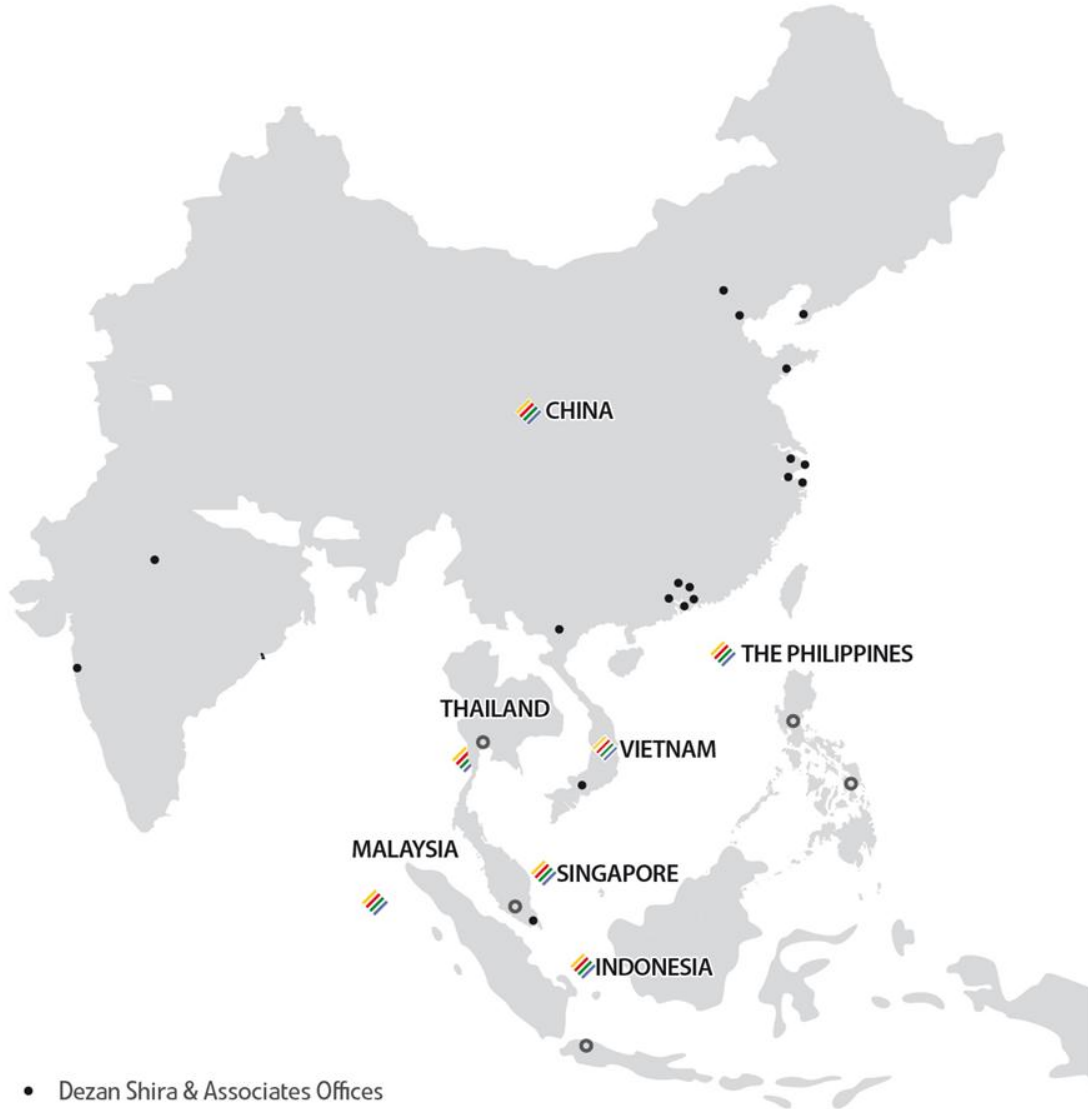 CHINA
THE PHILIPPINES
THAILAND
VIETNAM
MALAYSIA
SINGAPORE
INDONESIA
• Dezan Shira & Associates Offices